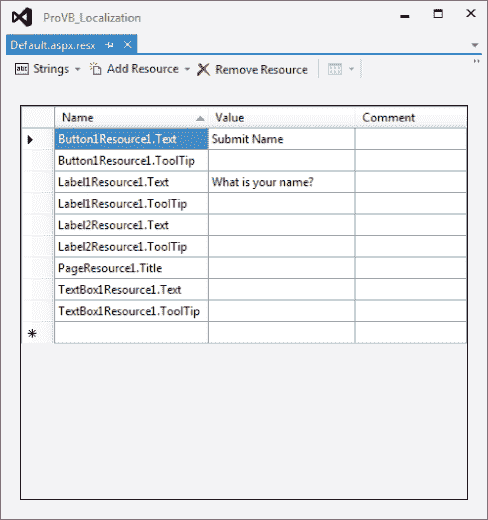 ProVB_Localization
Default.aspx.resx
abc Strings Add Resource Remove Resource
Name Value Comment
Button1Resource1.Text Submit Name
Button1Resource1.ToolTip
Label1Resource1.Text What is your name?
Label1Resource1.ToolTip
Label2Resource1.Text
Label2Resource1.ToolTip
PageResource1.Title
TextBox1Resource1.Text
TextBox1Resource1.ToolTip